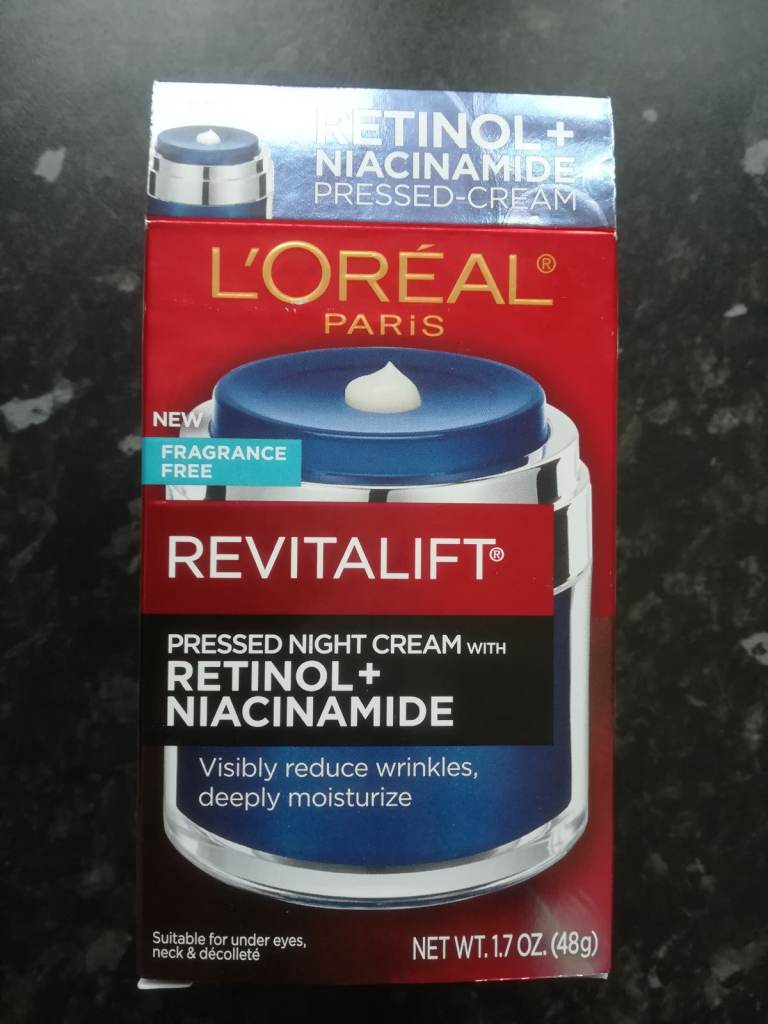 RETINOL +
NIACINAMIDE
PRESSED-CREAM
L'ORÉAL®
PARiS
NEW
FRAGRANCE
FREE
REVITALIFT®
PRESSED NIGHT CREAM WITH
RETINOL +
NIACINAMIDE
Visibly reduce wrinkles,
deeply moisturize
Suitable for under eyes,
neck & décolleté
NET WT. 1.7 OZ. (48g)